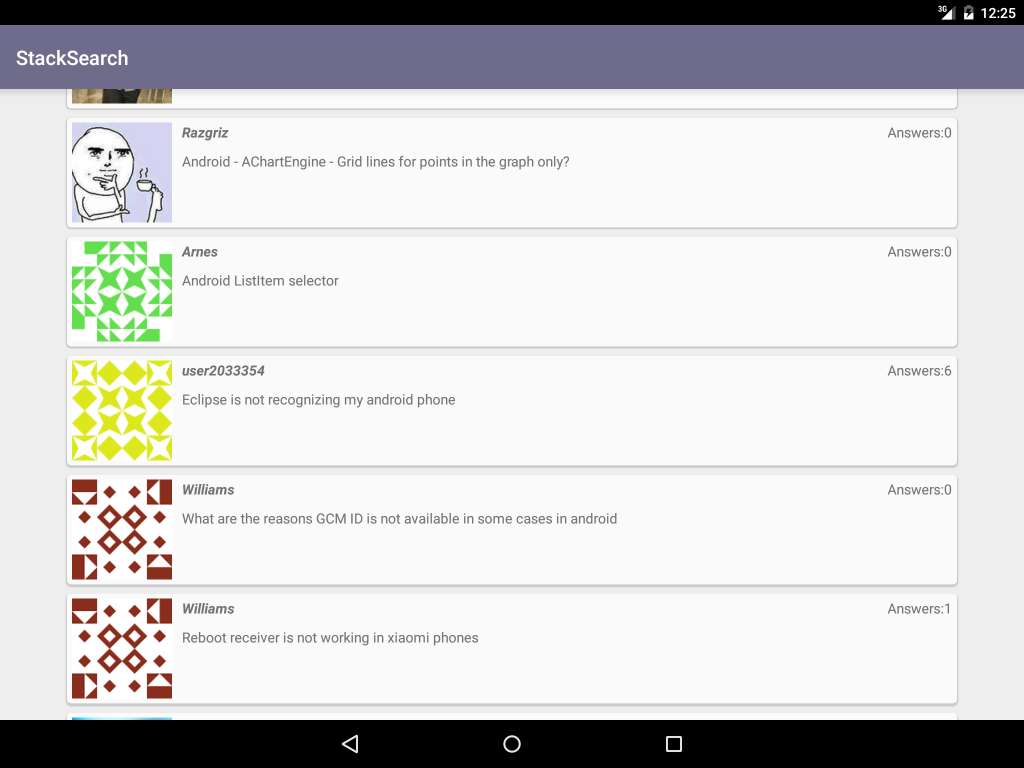 3G 12:25
StackSearch
Razgriz Answers:0
Android - AChartEngine - Grid lines for points in the graph only?
Arnes Answers:0
Android ListItem selector
user2033354 Answers:6
Eclipse is not recognizing my android phone
Williams Answers:0
What are the reasons GCM ID is not available in some cases in android
Williams Answers:1
Reboot receiver is not working in xiaomi phones